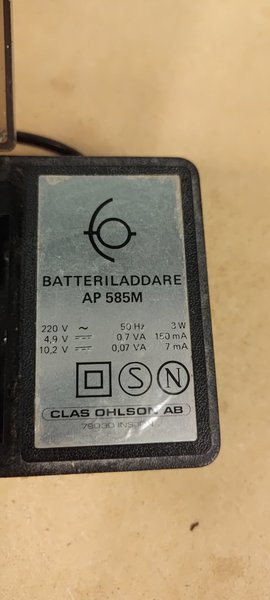 BATTERILADDARE
AP 585M
220 V ~ 50 Hz 3 W
4,9 V ⎓ 0.7 VA 150 mA
10,2 V ⎓ 0,07 VA 7 mA
S N
CLAS OHLSON AB
79030